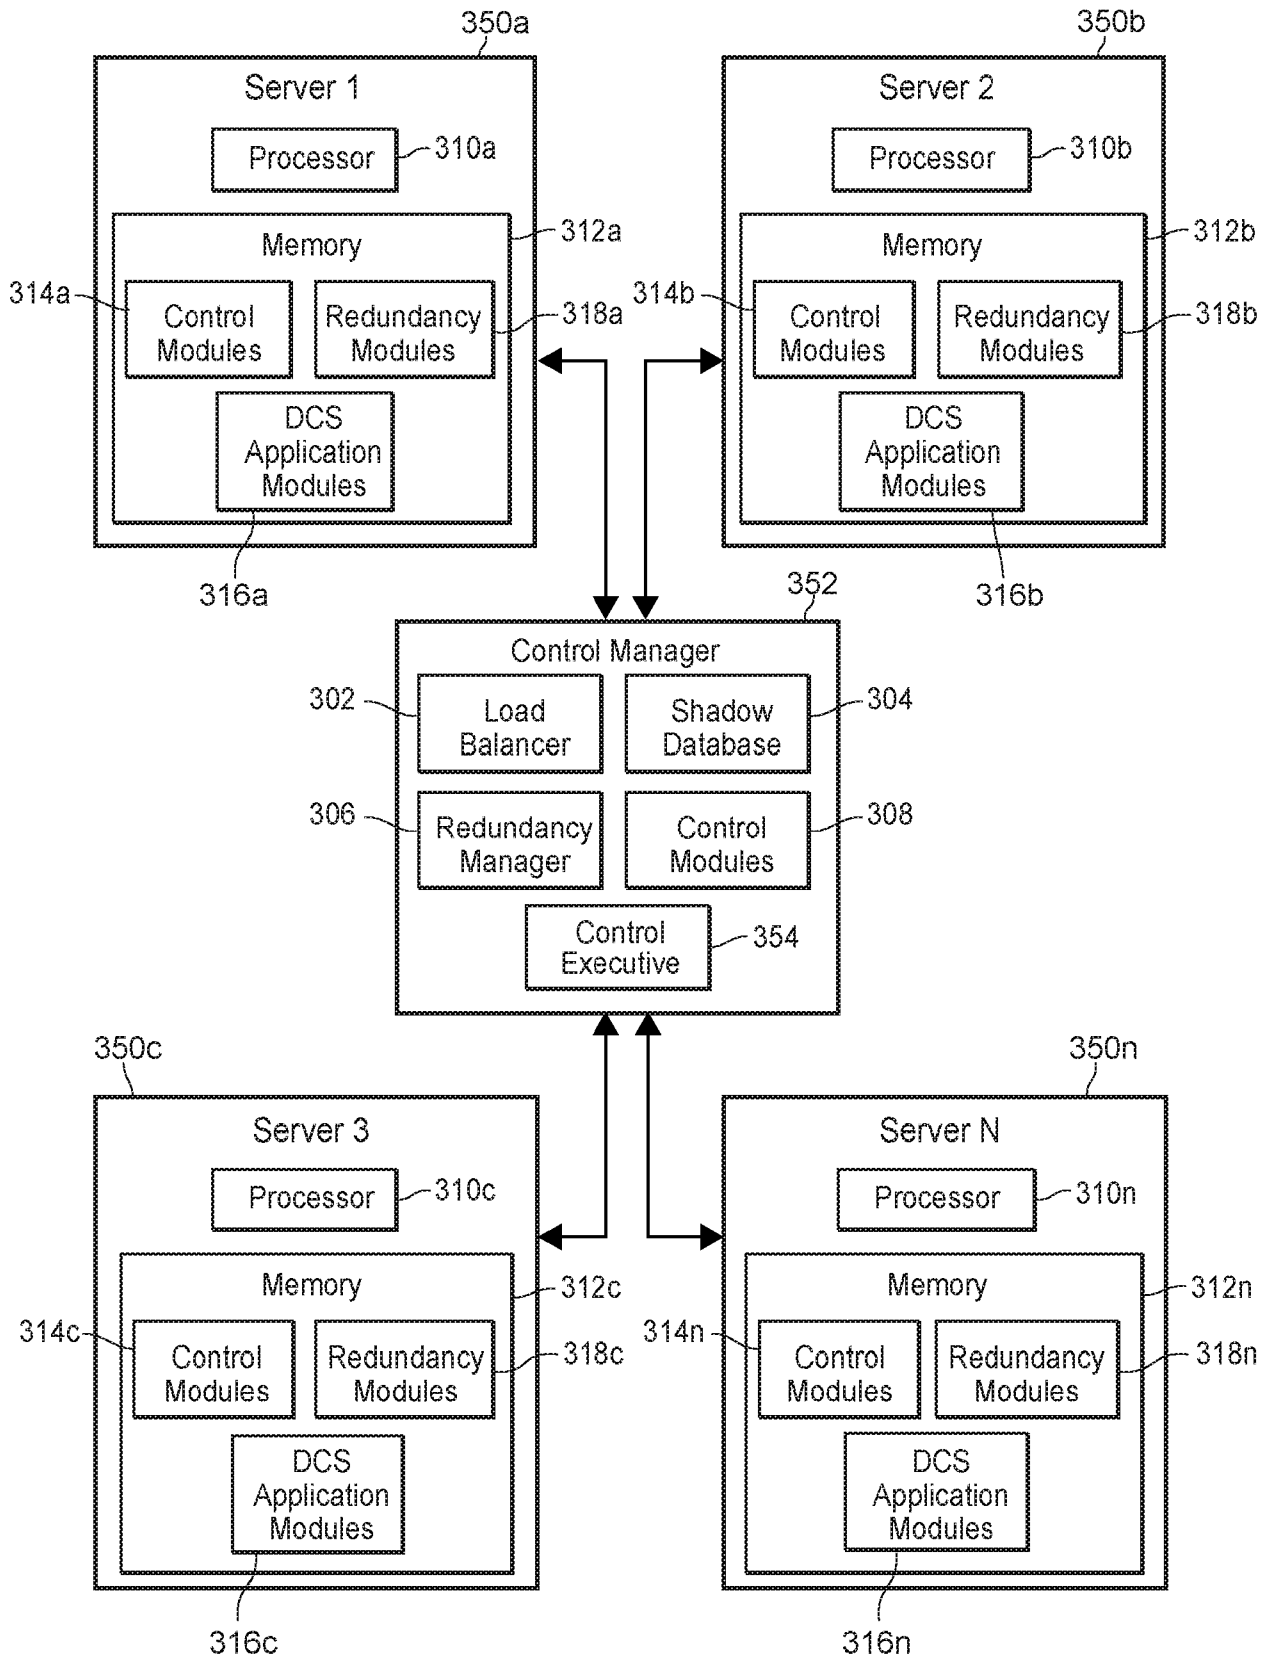 350a
Server 1
Processor
310a
Memory
312a
314a
Control
Modules
Redundancy
Modules
318a
DCS
Application
Modules
316a
350b
Server 2
Processor
310b
Memory
312b
314b
Control
Modules
Redundancy
Modules
318b
DCS
Application
Modules
316b
352
Control Manager
302
Load
Balancer
Shadow
Database
304
306
Redundancy
Manager
Control
Modules
308
Control
Executive
354
350c
Server 3
Processor
310c
Memory
312c
314c
Control
Modules
Redundancy
Modules
318c
DCS
Application
Modules
316c
350n
Server N
Processor
310n
Memory
312n
314n
Control
Modules
Redundancy
Modules
318n
DCS
Application
Modules
316n